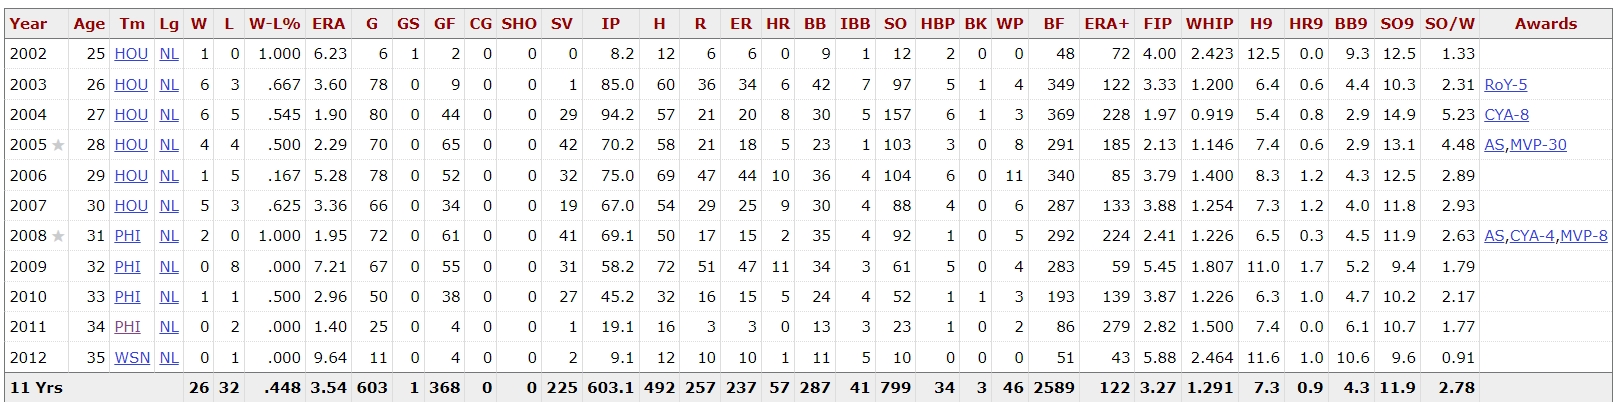 Year Age Tm Lg W L W-L% ERA G GS GF CG SHO SV IP H R ER HR BB IBB SO HBP BK WP BF ERA+ FIP WHIP H9 HR9 BB9 SO9 SO/W Awards
2002 25 HOU NL 1 0 1.000 6.23 6 1 2 0 0 0 8.2 12 6 6 0 9 1 12 2 0 0 48 72 4.00 2.423 12.5 0.0 9.3 12.5 1.33
2003 26 HOU NL 6 3 .667 3.60 78 0 9 0 0 1 85.0 60 36 34 6 42 7 97 5 1 4 349 122 3.33 1.200 6.4 0.6 4.4 10.3 2.31 RoY-5
2004 27 HOU NL 6 5 .545 1.90 80 0 44 0 0 29 94.2 57 21 20 8 30 5 157 6 1 3 369 228 1.97 0.919 5.4 0.8 2.9 14.9 5.23 CYA-8
2005 ★ 28 HOU NL 4 4 .500 2.29 70 0 65 0 0 42 70.2 58 21 18 5 23 1 103 3 0 8 291 185 2.13 1.146 7.4 0.6 2.9 13.1 4.48 AS,MVP-30
2006 29 HOU NL 1 5 .167 5.28 78 0 52 0 0 32 75.0 69 47 44 10 36 4 104 6 0 11 340 85 3.79 1.400 8.3 1.2 4.3 12.5 2.89
2007 30 HOU NL 5 3 .625 3.36 66 0 34 0 0 19 67.0 54 29 25 9 30 4 88 4 0 6 287 133 3.88 1.254 7.3 1.2 4.0 11.8 2.93
2008 ★ 31 PHI NL 2 0 1.000 1.95 72 0 61 0 0 41 69.1 50 17 15 2 35 4 92 1 0 5 292 224 2.41 1.226 6.5 0.3 4.5 11.9 2.63 AS,CYA-4,MVP-8
2009 32 PHI NL 0 8 .000 7.21 67 0 55 0 0 31 58.2 72 51 47 11 34 3 61 5 0 4 283 59 5.45 1.807 11.0 1.7 5.2 9.4 1.79
2010 33 PHI NL 1 1 .500 2.96 50 0 38 0 0 27 45.2 32 16 15 5 24 4 52 1 1 3 193 139 3.87 1.226 6.3 1.0 4.7 10.2 2.17
2011 34 PHI NL 0 2 .000 1.40 25 0 4 0 0 1 19.1 16 3 3 0 13 3 23 1 0 2 86 279 2.82 1.500 7.4 0.0 6.1 10.7 1.77
2012 35 WSN NL 0 1 .000 9.64 11 0 4 0 0 2 9.1 12 10 10 1 11 5 10 0 0 0 51 43 5.88 2.464 11.6 1.0 10.6 9.6 0.91
11 Yrs 26 32 .448 3.54 603 1 368 0 0 225 603.1 492 257 237 57 287 41 799 34 3 46 2589 122 3.27 1.291 7.3 0.9 4.3 11.9 2.78